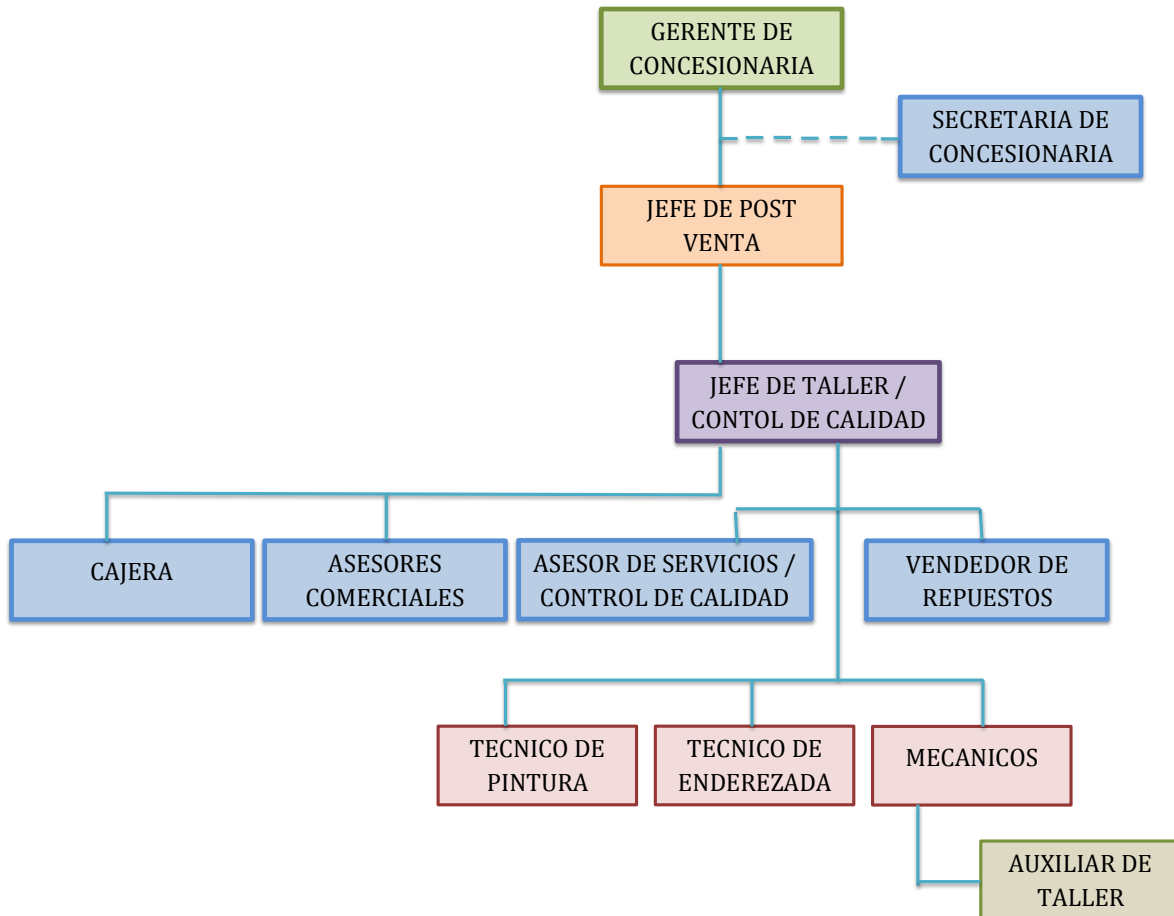 GERENTE DE
CONCESIONARIA
SECRETARIA DE
CONCESIONARIA
JEFE DE POST
VENTA
JEFE DE TALLER /
CONTOL DE CALIDAD
CAJERA
ASESORES
COMERCIALES
ASESOR DE SERVICIOS /
CONTROL DE CALIDAD
VENDEDOR DE
REPUESTOS
TECNICO DE
PINTURA
TECNICO DE
ENDEREZADA
MECANICOS
AUXILIAR DE
TALLER